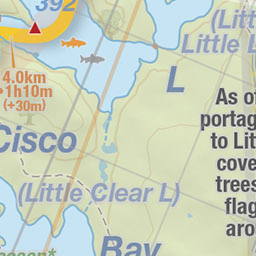 392
(Litt
Little L
4.0km
•1h10m
(+30m)
L
As of
portag
to Lit
cove
trees
flag
aro
Cisco
(Little Clear L)
Bay